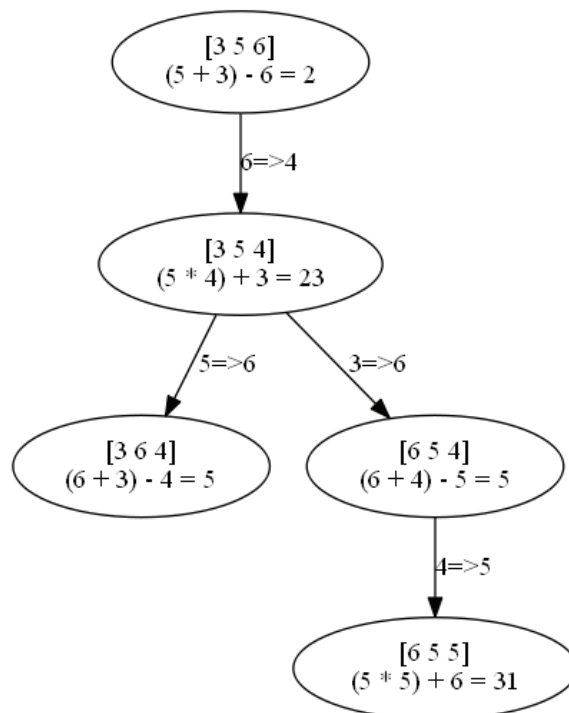 [3 5 6]
(5 + 3) - 6 = 2
6=>4
[3 5 4]
(5 * 4) + 3 = 23
5=>6
3=>6
[3 6 4]
(6 + 3) - 4 = 5
[6 5 4]
(6 + 4) - 5 = 5
4=>5
[6 5 5]
(5 * 5) + 6 = 31